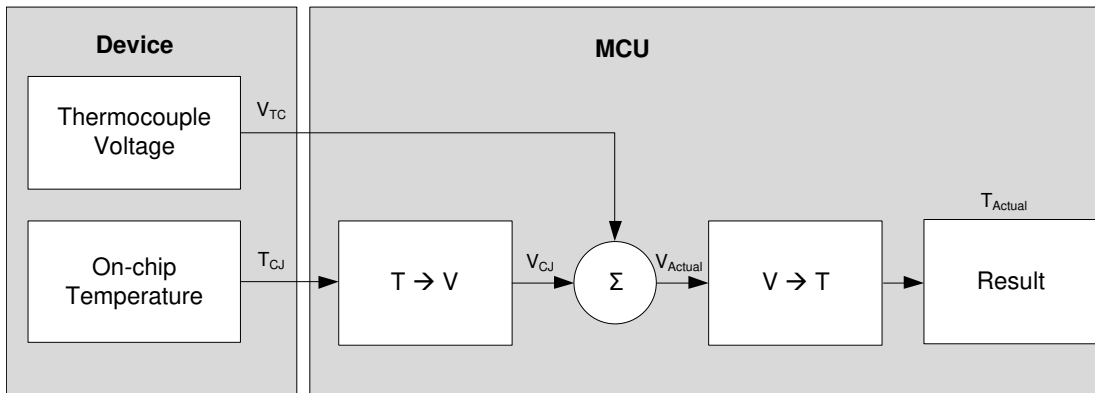 Device
MCU
Thermocouple
Voltage
V_TC
On-chip
Temperature
T_CJ
T → V
V_CJ
Σ
V_Actual
V → T
T_Actual
Result